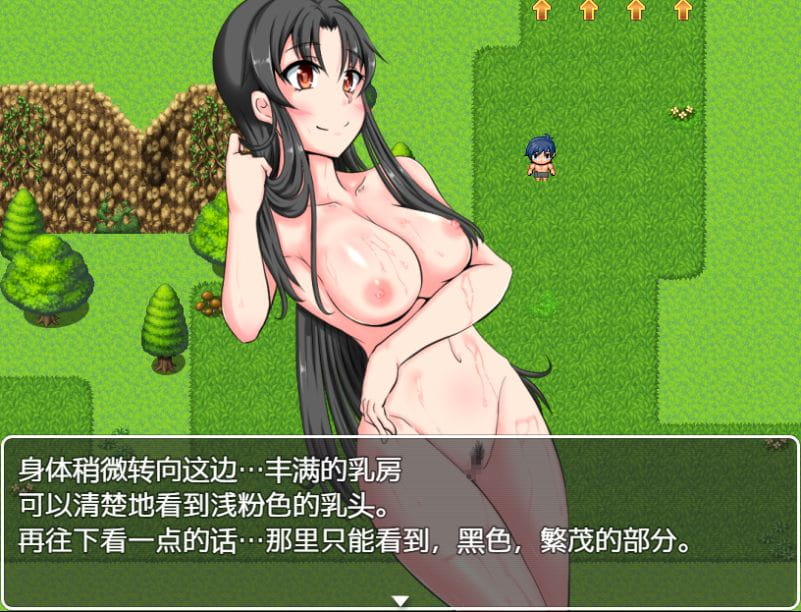 身体稍微转向这边…丰满的乳房
可以清楚地看到浅粉色的乳头。
再往下看一点的话…那里只能看到，黑色，繁茂的部分。